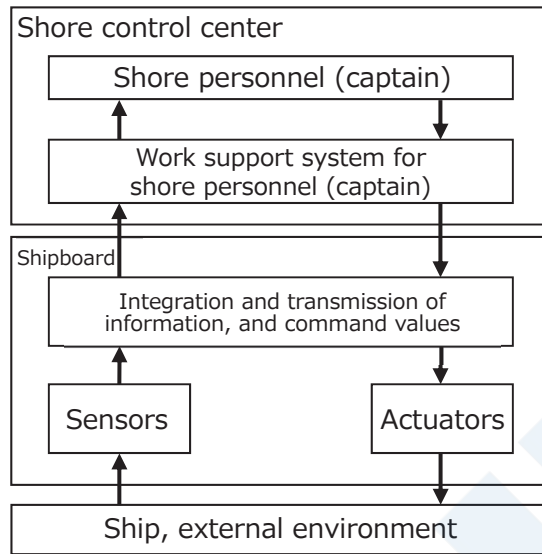 Shore control center
Shore personnel (captain)
Work support system for
shore personnel (captain)
Shipboard
Integration and transmission of
information, and command values
Sensors
Actuators
Ship, external environment